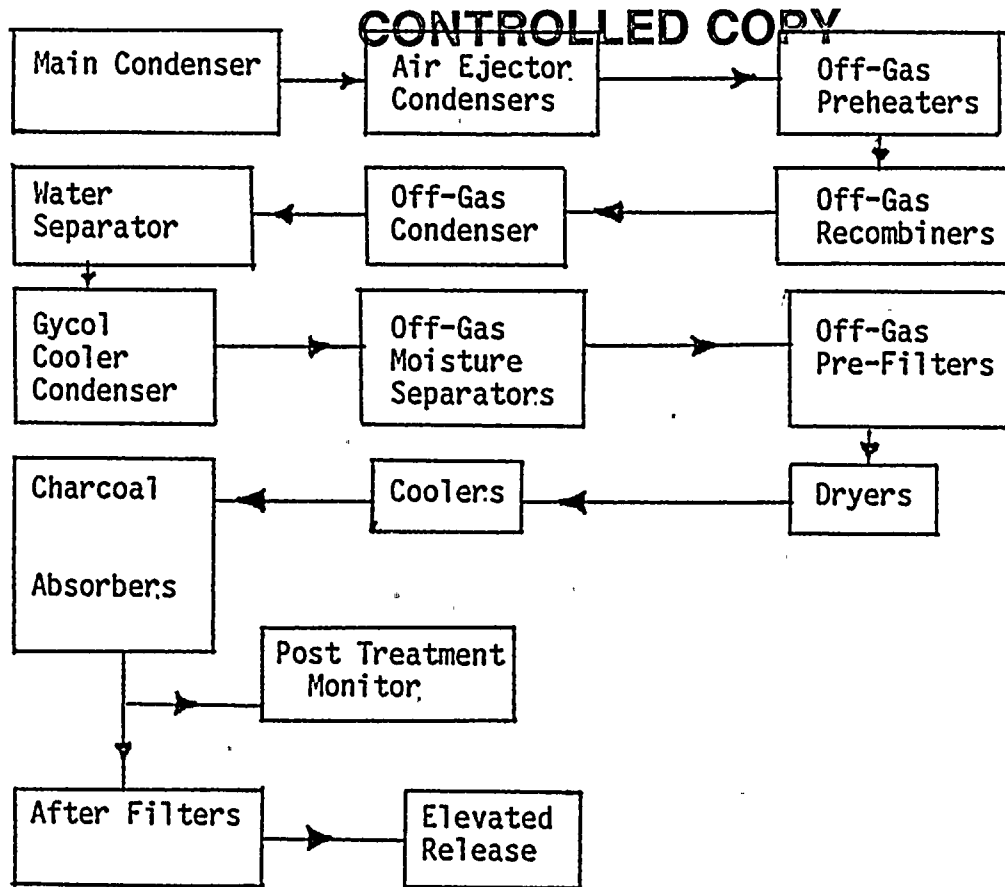 CONTROLLED COPY
Main Condenser
Air Ejector
Condensers
Off-Gas
Preheaters
Off-Gas
Recombiners
Off-Gas
Condenser
Water
Separator
Gycol
Cooler
Condenser
Off-Gas
Moisture
Separators
Off-Gas
Pre-Filters
Dryers
Coolers
Charcoal
Absorbers
Post Treatment
Monitor
After Filters
Elevated
Release